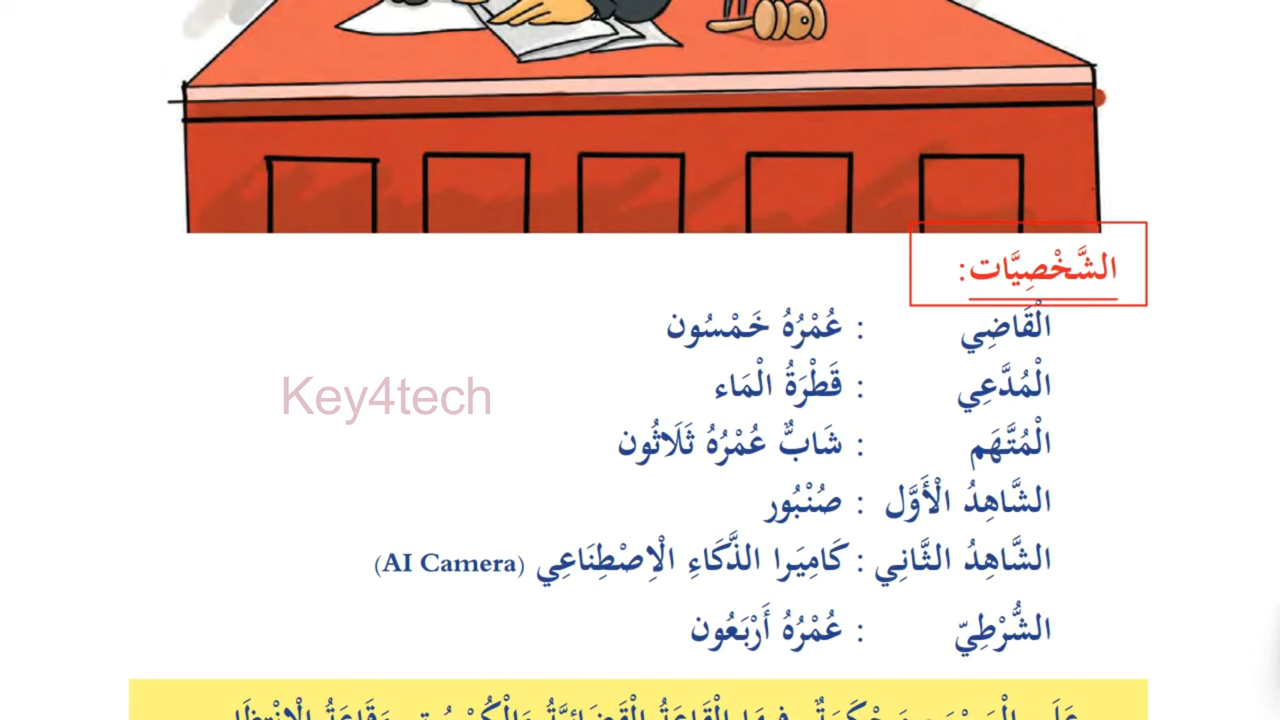 الشَّخْصِيَّات:
الْقَاضِي : عُمْرُهُ خَمْسُون
الْمُدَّعِي : قَطْرَةُ الْمَاء
Key4tech
الْمُتَّهَم : شَابٌّ عُمْرُهُ ثَلَاثُون
الشَّاهِدُ الْأَوَّل : صُنْبُور
الشَّاهِدُ الثَّانِي : كَامِيَرا الذَّكَاءِ الْاِصْطِنَاعِي (AI Camera)
الشُّرْطِيّ : عُمْرُهُ أَرْبَعُون